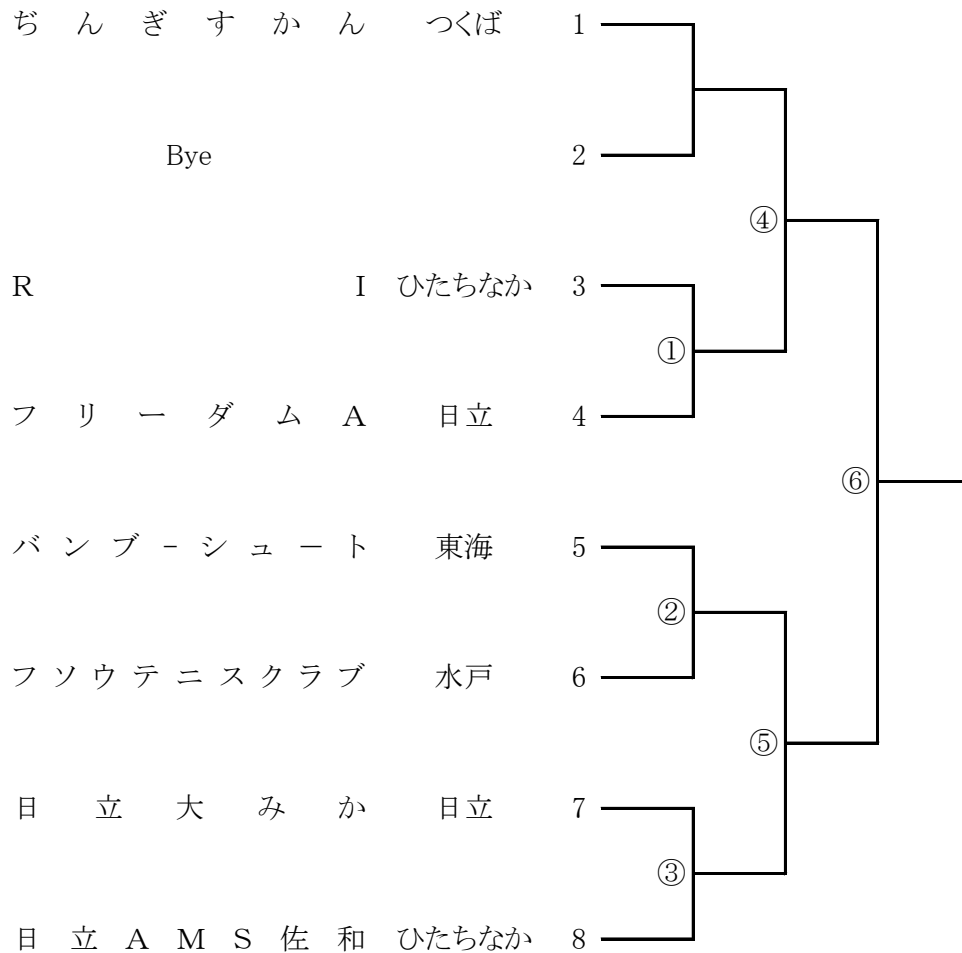 ぢんぎすかん つくば 1
Bye 2
④
RI ひたちなか 3
①
フリーダムA 日立 4
⑥
バンブ-シュート 東海 5
②
フソウテニスクラブ 水戸 6
⑤
日立大みか 日立 7
③
日立AMS佐和 ひたちなか 8